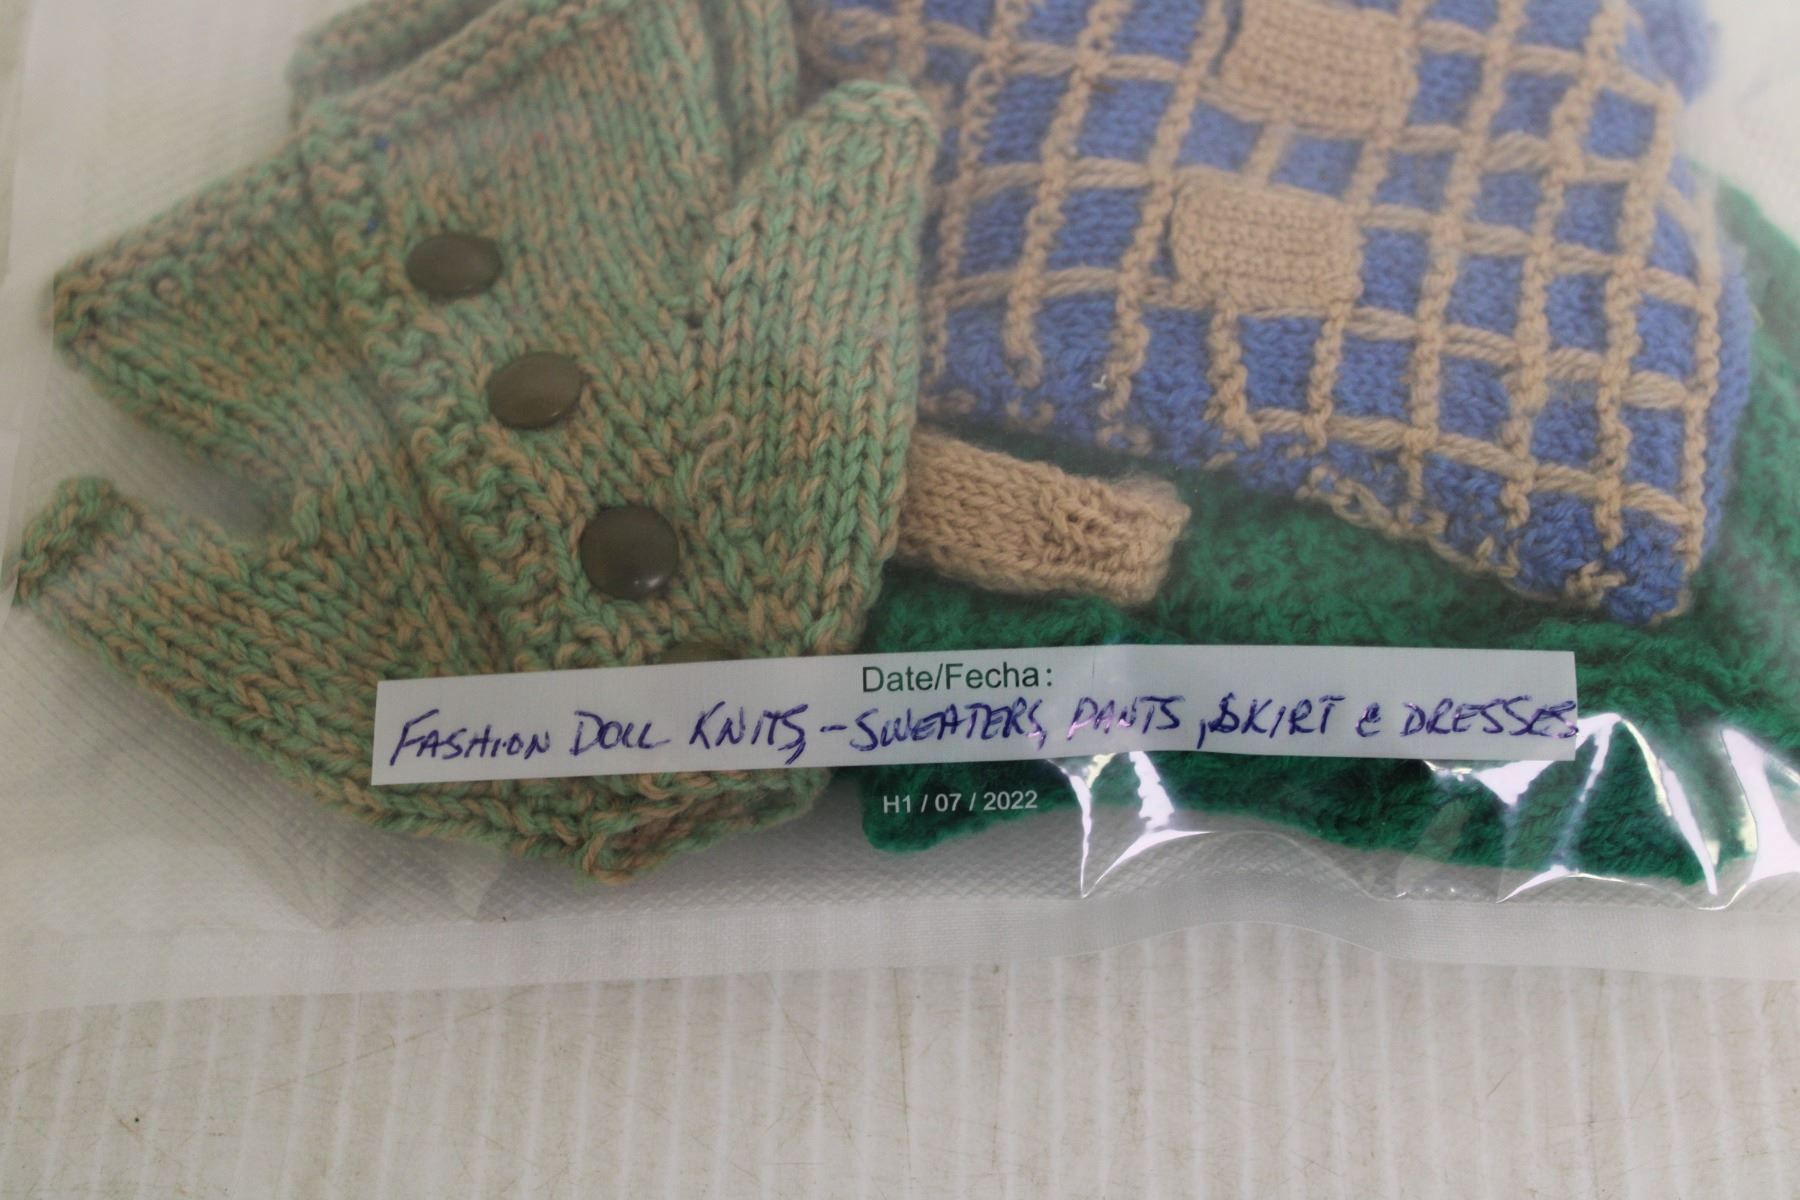 Date/Fecha:
FASHION DOLL KNITS, - SWEATERS, PANTS, SKIRT & DRESSES
H1 / 07 / 2022